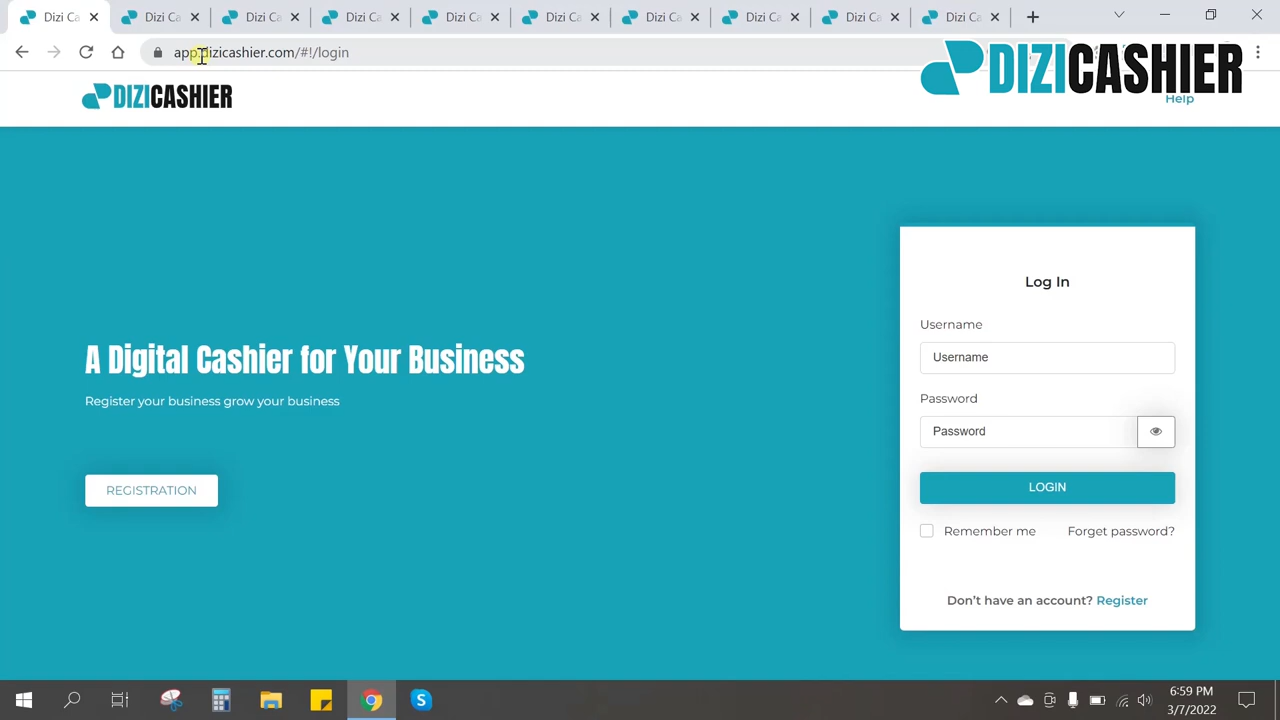 Dizi Ca
Dizi Ca
Dizi Ca
Dizi Ca
Dizi Ca
Dizi Ca
Dizi Ca
Dizi Ca
Dizi Ca
Dizi Ca
app.dizicashier.com/#!/login
DIZICASHIER
DIZICASHIER
Help
Log In
Username
Username
A Digital Cashier for Your Business
Register your business grow your business
Password
Password
REGISTRATION
LOGIN
Remember me
Forget password?
Don't have an account? Register
6:59 PM
3/7/2022